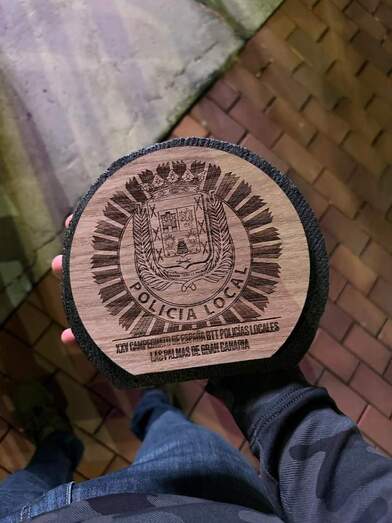 POLICIA LOCAL
XXV CAMPEONATO DE ESPAÑA BTT POLICÍAS LOCALES
LAS PALMAS DE GRAN CANARIA